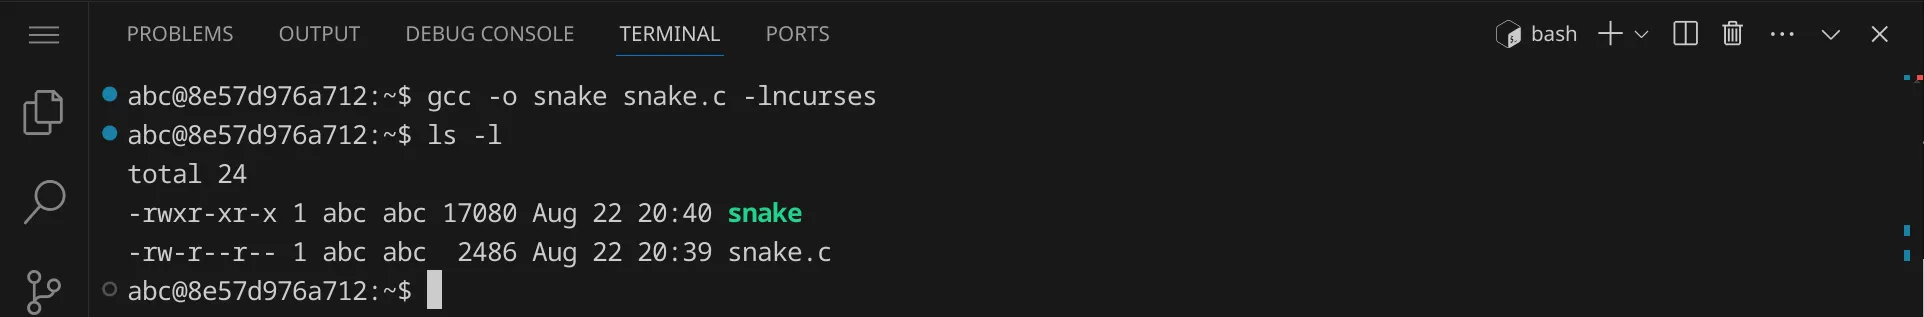 PROBLEMS OUTPUT DEBUG CONSOLE TERMINAL PORTS bash
abc@8e57d976a712:~$ gcc -o snake snake.c -lncurses
abc@8e57d976a712:~$ ls -l
total 24
-rwxr-xr-x 1 abc abc 17080 Aug 22 20:40 snake
-rw-r--r-- 1 abc abc  2486 Aug 22 20:39 snake.c
abc@8e57d976a712:~$